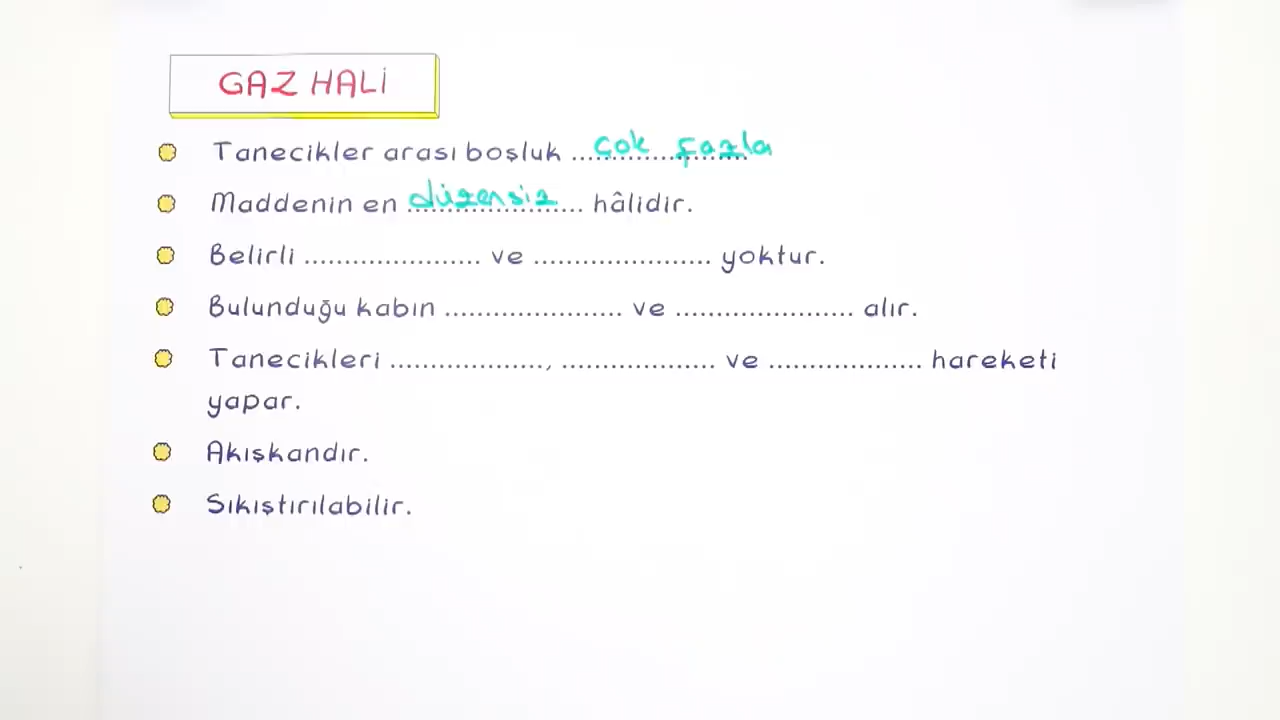 GAZ HALİ
Tanecikler arası boşluk ... çok fazla
Maddenin en ... düzensiz ... hâlidir.
Belirli ..................... ve ..................... yoktur.
Bulunduğu kabın ..................... ve ..................... alır.
Tanecikleri .................., .................. ve .................. hareketi
yapar.
Akışkandır.
Sıkıştırılabilir.